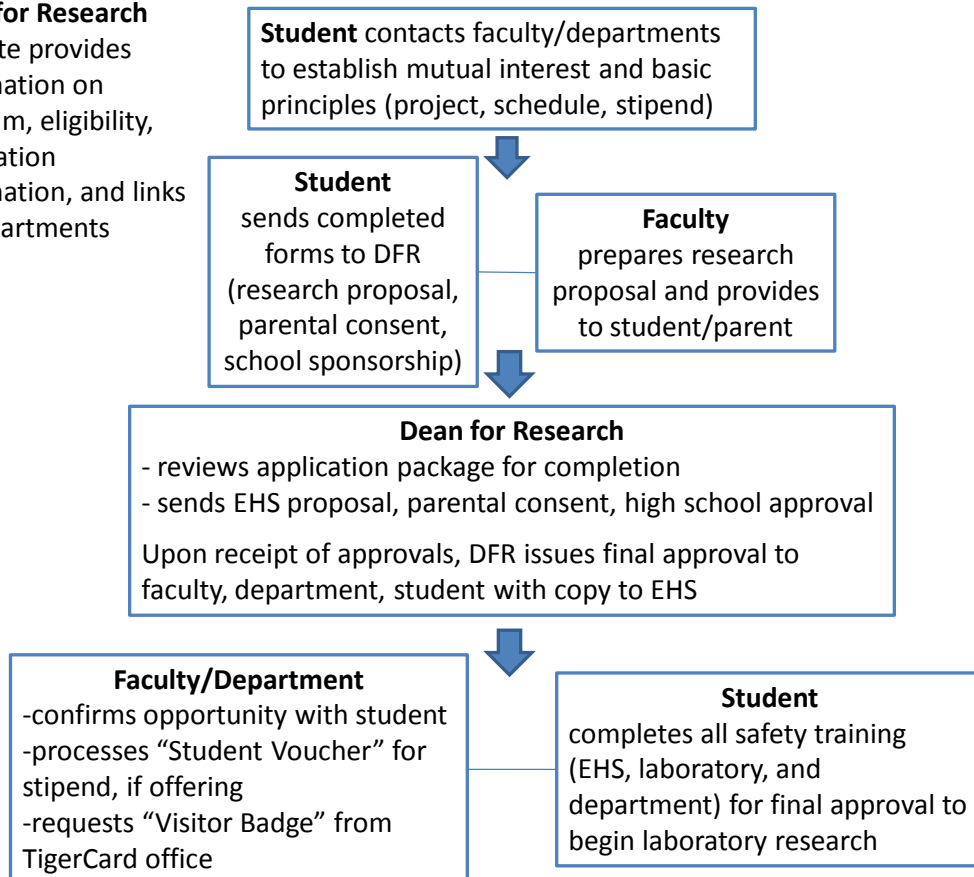 for Research
te provides
ation on
m, eligibility,
ation
ation, and links
artments
Student contacts faculty/departments
to establish mutual interest and basic
principles (project, schedule, stipend)
Student
sends completed
forms to DFR
(research proposal,
parental consent,
school sponsorship)
Faculty
prepares research
proposal and provides
to student/parent
Dean for Research
- reviews application package for completion
- sends EHS proposal, parental consent, high school approval
Upon receipt of approvals, DFR issues final approval to
faculty, department, student with copy to EHS
Faculty/Department
-confirms opportunity with student
-processes “Student Voucher” for
stipend, if offering
-requests “Visitor Badge” from
TigerCard office
Student
completes all safety training
(EHS, laboratory, and
department) for final approval to
begin laboratory research